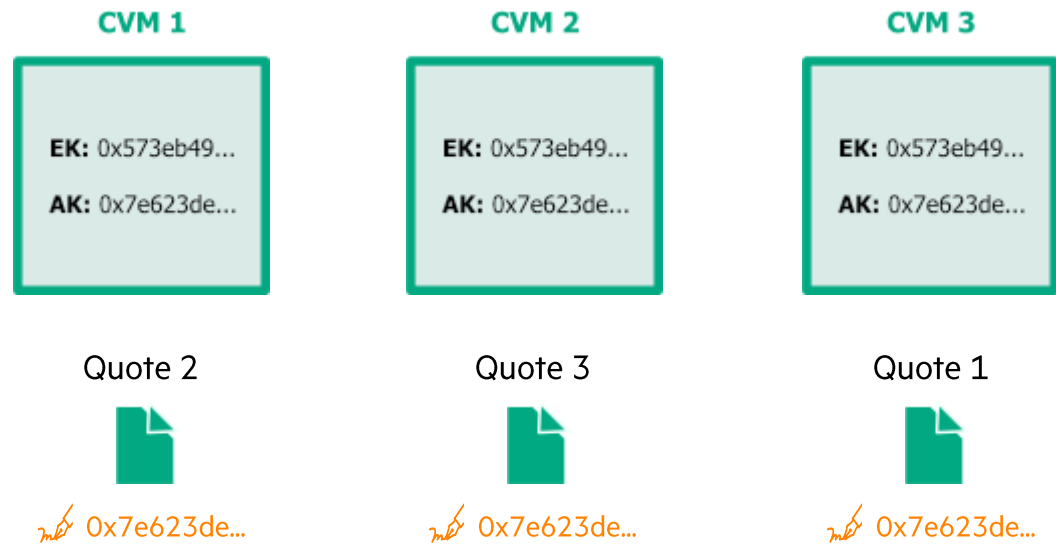 CVM 1
CVM 2
CVM 3
EK: 0x573eb49...
EK: 0x573eb49...
EK: 0x573eb49...
AK: 0x7e623de...
AK: 0x7e623de...
AK: 0x7e623de...
Quote 2
Quote 3
Quote 1
0x7e623de...
0x7e623de...
0x7e623de...